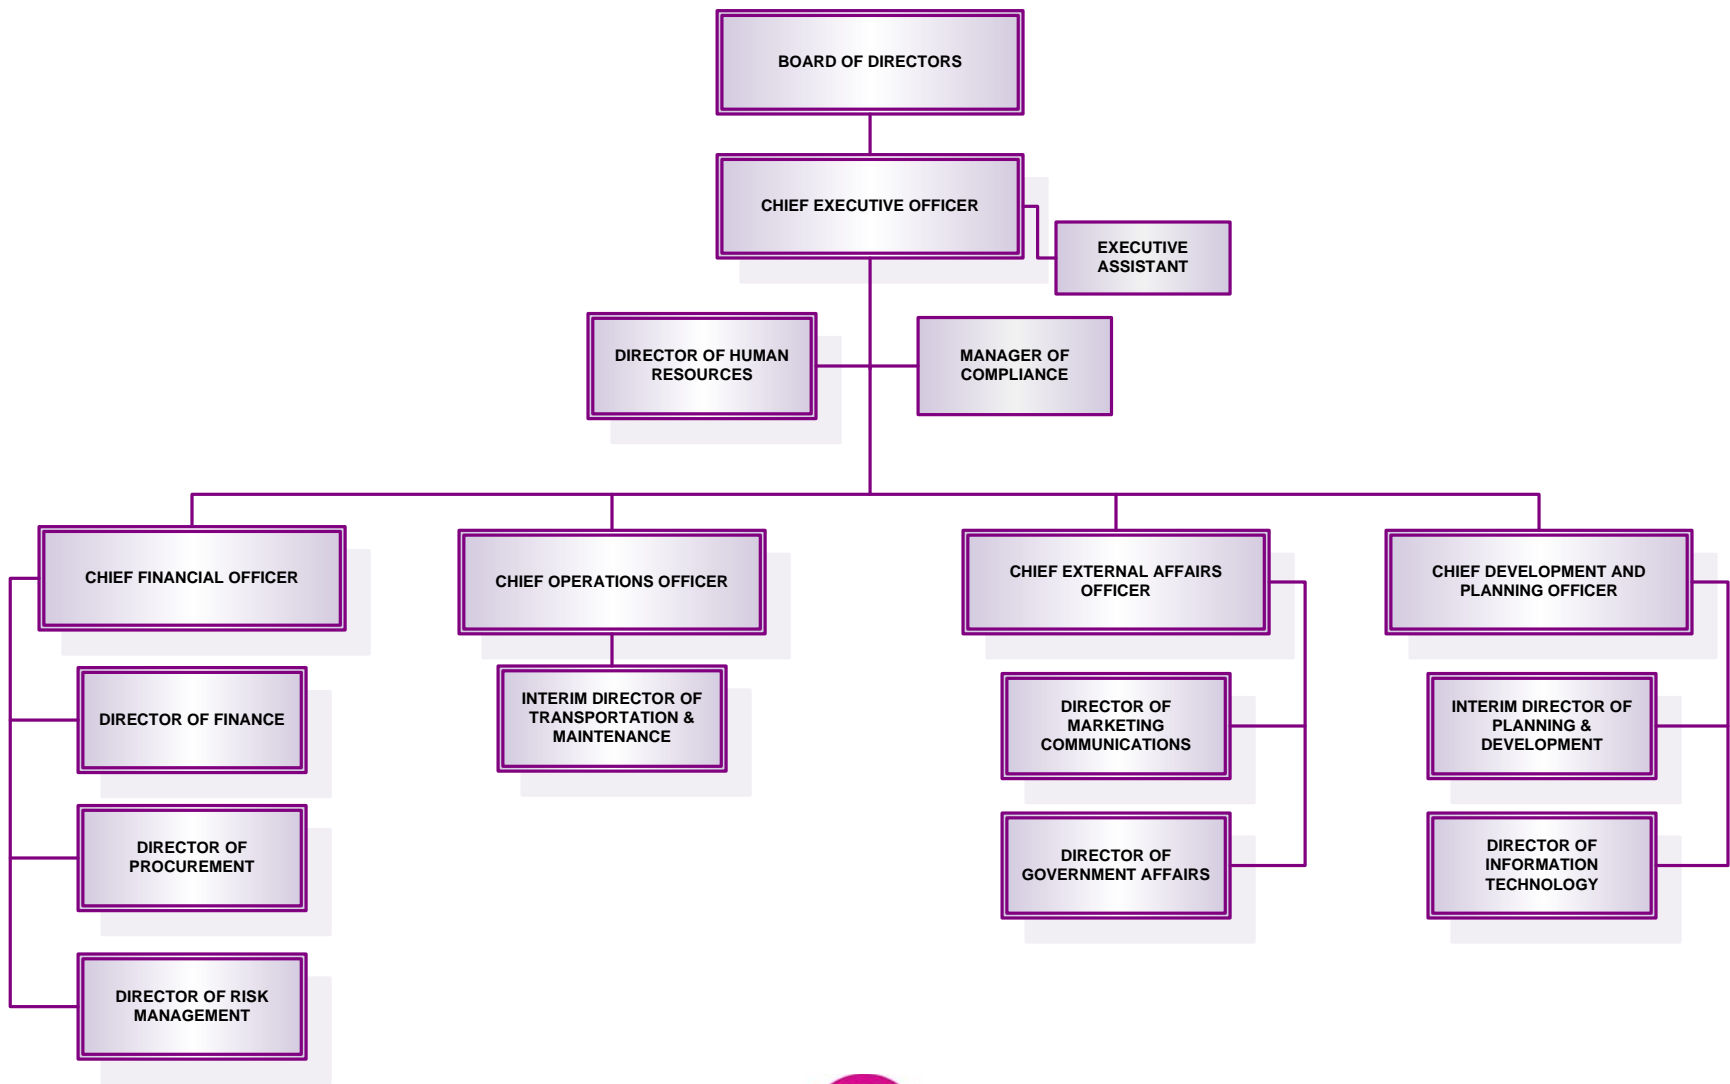 BOARD OF DIRECTORS
CHIEF EXECUTIVE OFFICER
EXECUTIVE
ASSISTANT
DIRECTOR OF HUMAN
RESOURCES
MANAGER OF
COMPLIANCE
CHIEF FINANCIAL OFFICER
CHIEF OPERATIONS OFFICER
CHIEF EXTERNAL AFFAIRS
OFFICER
CHIEF DEVELOPMENT AND
PLANNING OFFICER
DIRECTOR OF FINANCE
INTERIM DIRECTOR OF
TRANSPORTATION &
MAINTENANCE
DIRECTOR OF
MARKETING
COMMUNICATIONS
INTERIM DIRECTOR OF
PLANNING &
DEVELOPMENT
DIRECTOR OF
PROCUREMENT
DIRECTOR OF
GOVERNMENT AFFAIRS
DIRECTOR OF
INFORMATION
TECHNOLOGY
DIRECTOR OF RISK
MANAGEMENT